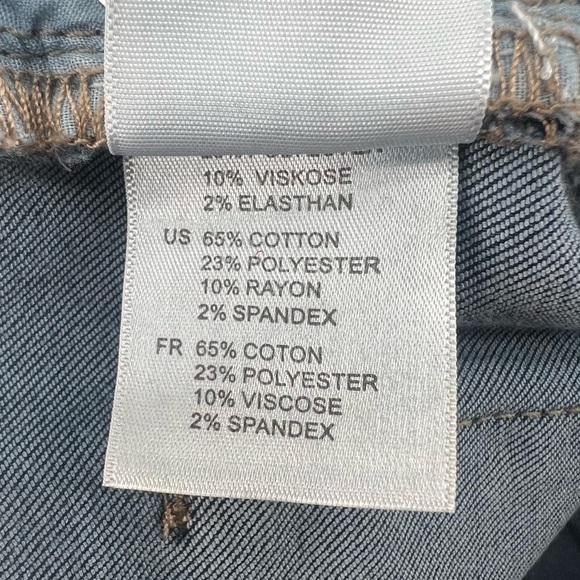 10% VISKOSE
2% ELASTHAN
US 65% COTTON
23% POLYESTER
10% RAYON
2% SPANDEX
FR 65% COTON
23% POLYESTER
10% VISCOSE
2% SPANDEX